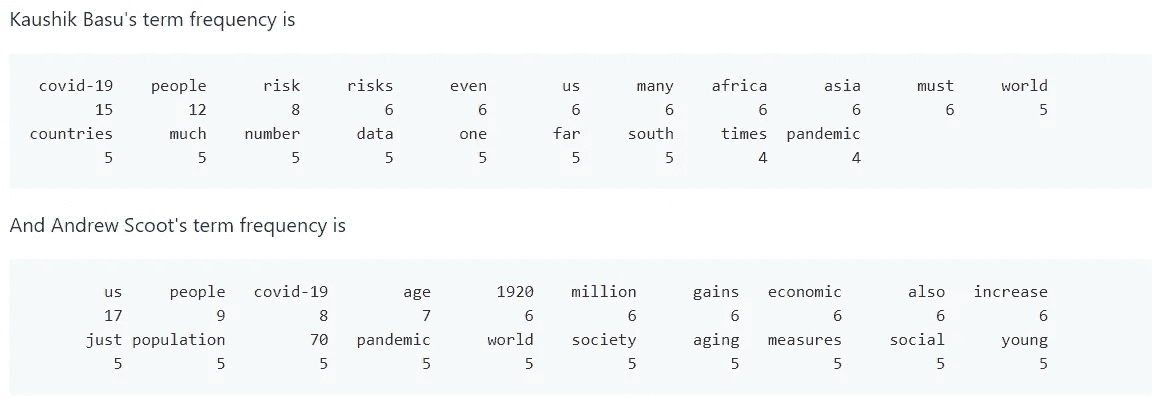 Kaushik Basu's term frequency is
covid-19 people risk risks even us many africa asia must world
15 12 8 6 6 6 6 6 6 6 5
countries much number data one far south times pandemic
5 5 5 5 5 5 5 4 4
And Andrew Scoot's term frequency is
us people covid-19 age 1920 million gains economic also increase
17 9 8 7 6 6 6 6 6 6
just population 70 pandemic world society aging measures social young
5 5 5 5 5 5 5 5 5 5